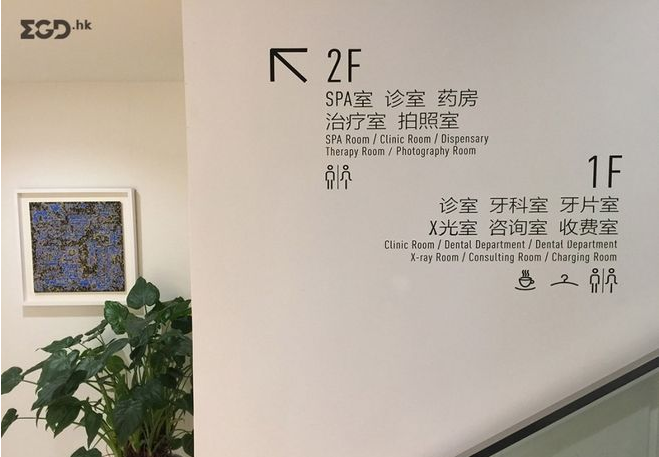 ΣGD.hk
2F
SPA室 诊室 药房
治疗室 拍照室
SPA Room / Clinic Room / Dispensary
Therapy Room / Photography Room
1F
诊室 牙科室 牙片室
X光室 咨询室 收费室
Clinic Room / Dental Department / Dental Department
X-ray Room / Consulting Room / Charging Room